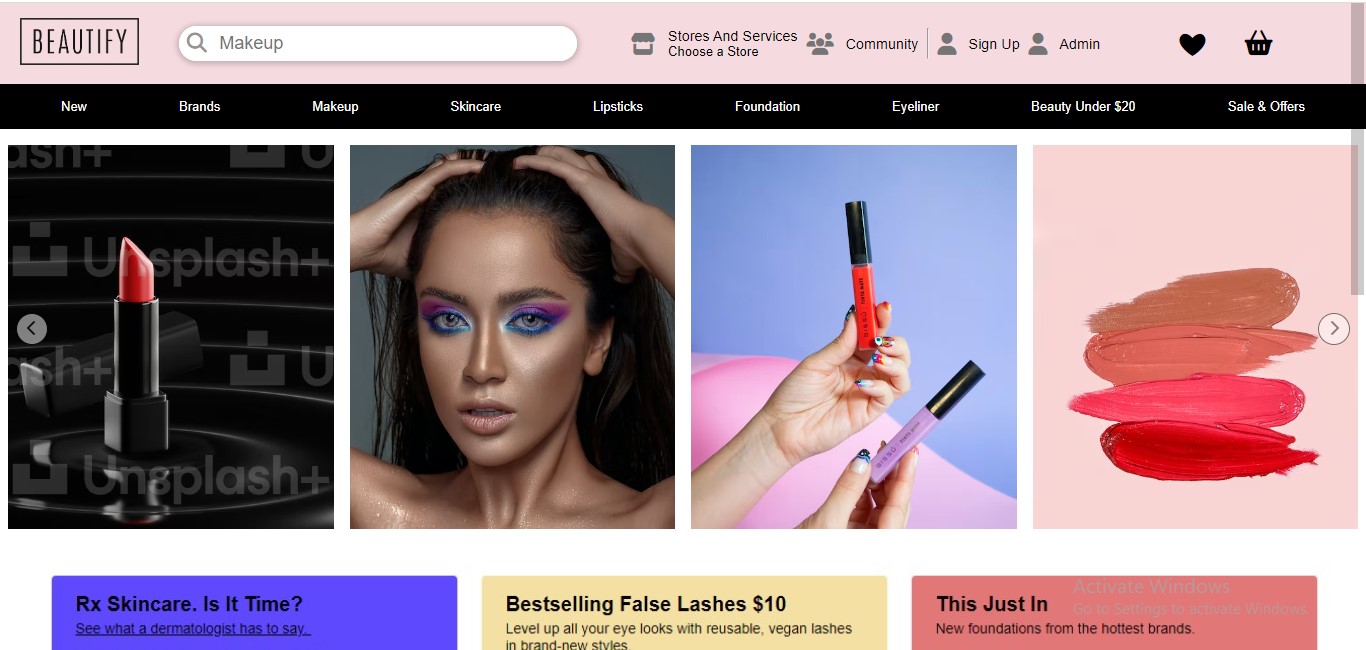 BEAUTIFY
Makeup
Stores And Services
Choose a Store
Community
Sign Up
Admin
New
Brands
Makeup
Skincare
Lipsticks
Foundation
Eyeliner
Beauty Under $20
Sale & Offers
Unsplash+
Unsplash+
Rx Skincare. Is It Time?
See what a dermatologist has to say.
Bestselling False Lashes $10
Level up all your eye looks with reusable, vegan lashes
in brand-new styles.
This Just In
New foundations from the hottest brands.
Activate Windows
Go to Settings to activate Windows.